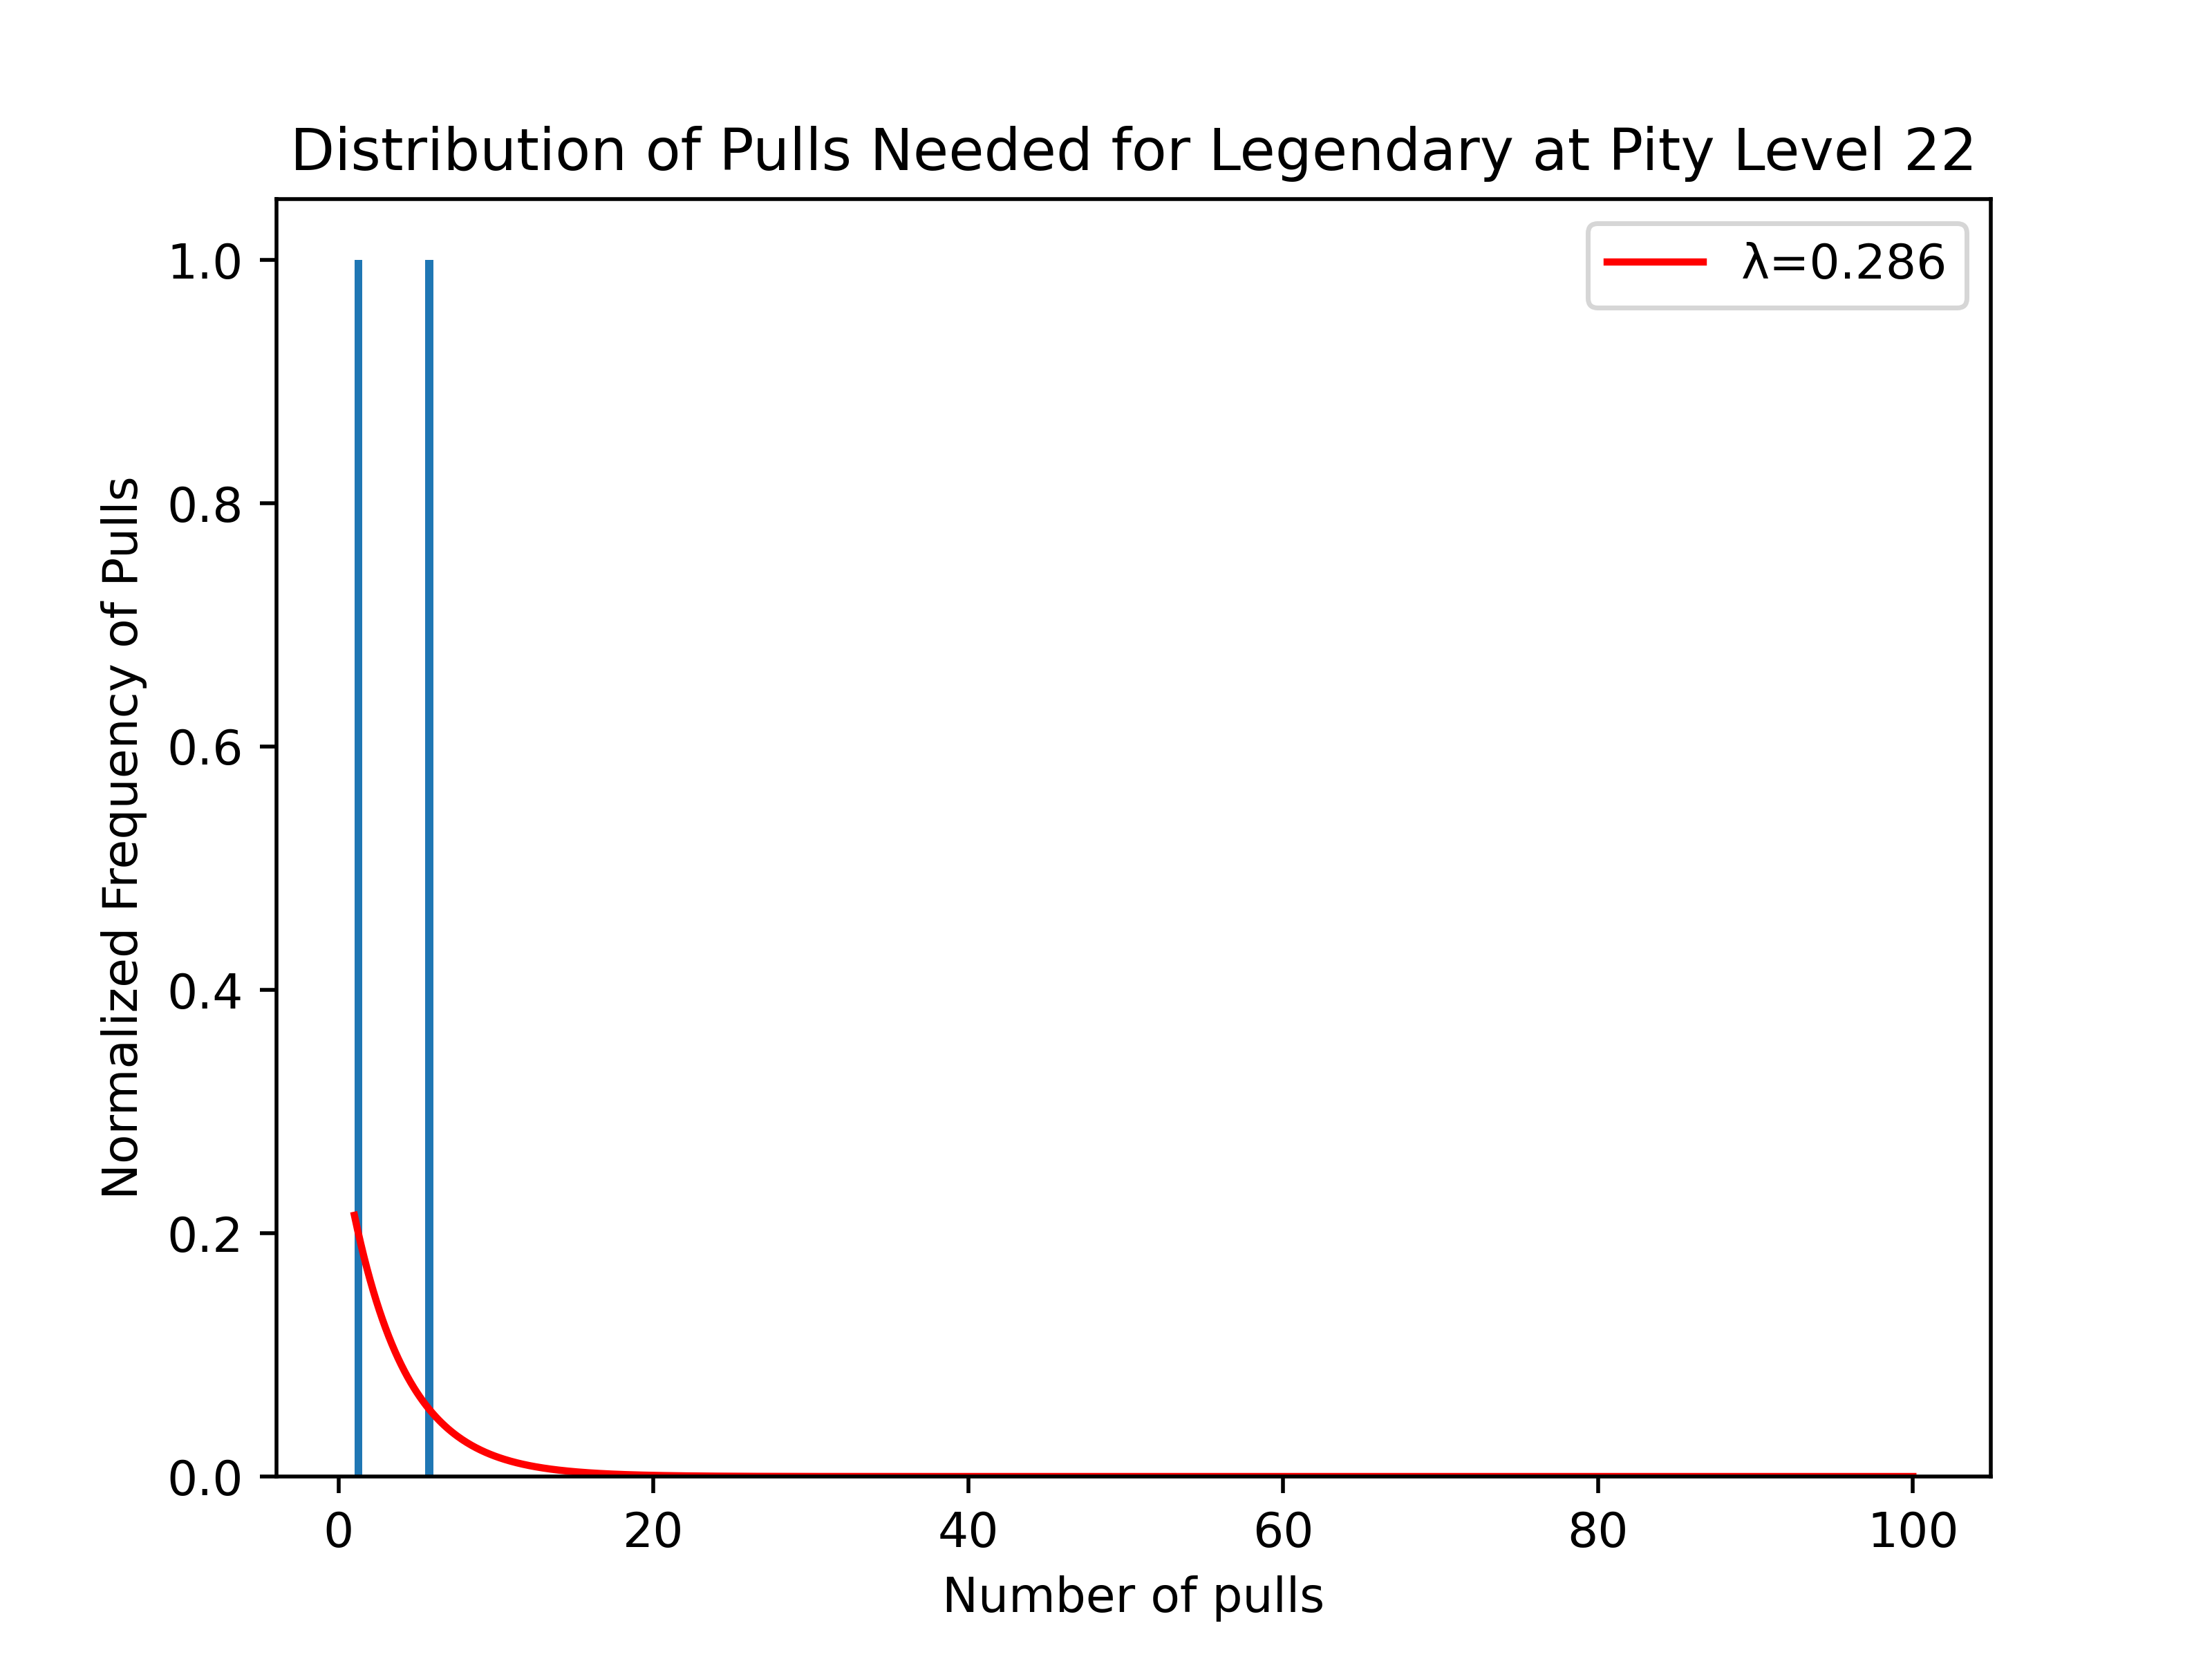 Distribution of Pulls Needed for Legendary at Pity Level 22
λ=0.286
Normalized Frequency of Pulls
1.0
0.8
0.6
0.4
0.2
0.0
0 20 40 60 80 100
Number of pulls